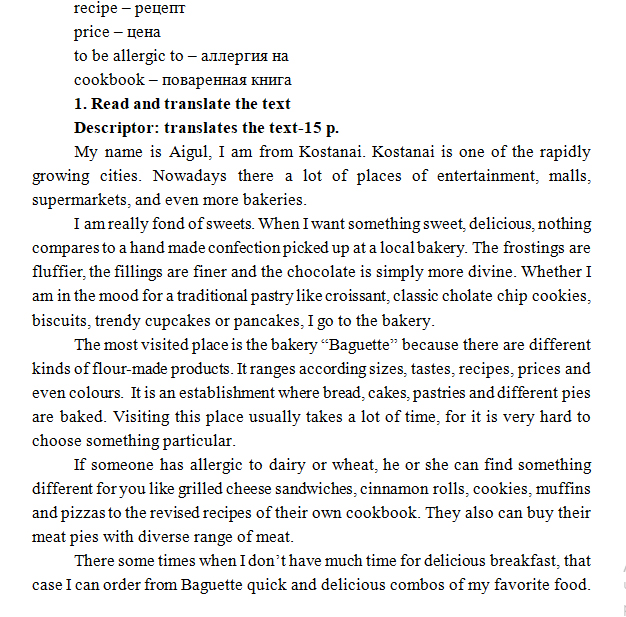 recipe – рецепт
price – цена
to be allergic to – аллергия на
cookbook – поваренная книга
1. Read and translate the text
Descriptor: translates the text-15 p.
My name is Aigul, I am from Kostanai. Kostanai is one of the rapidly
growing cities. Nowadays there a lot of places of entertainment, malls,
supermarkets, and even more bakeries.
I am really fond of sweets. When I want something sweet, delicious, nothing
compares to a hand made confection picked up at a local bakery. The frostings are
fluffier, the fillings are finer and the chocolate is simply more divine. Whether I
am in the mood for a traditional pastry like croissant, classic cholate chip cookies,
biscuits, trendy cupcakes or pancakes, I go to the bakery.
The most visited place is the bakery “Baguette” because there are different
kinds of flour-made products. It ranges according sizes, tastes, recipes, prices and
even colours. It is an establishment where bread, cakes, pastries and different pies
are baked. Visiting this place usually takes a lot of time, for it is very hard to
choose something particular.
If someone has allergic to dairy or wheat, he or she can find something
different for you like grilled cheese sandwiches, cinnamon rolls, cookies, muffins
and pizzas to the revised recipes of their own cookbook. They also can buy their
meat pies with diverse range of meat.
There some times when I don’t have much time for delicious breakfast, that
case I can order from Baguette quick and delicious combos of my favorite food.